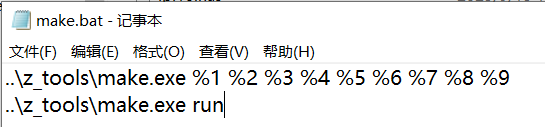 make.bat - 记事本
文件(F) 编辑(E) 格式(O) 查看(V) 帮助(H)
..\z_tools\make.exe %1 %2 %3 %4 %5 %6 %7 %8 %9
..\z_tools\make.exe run